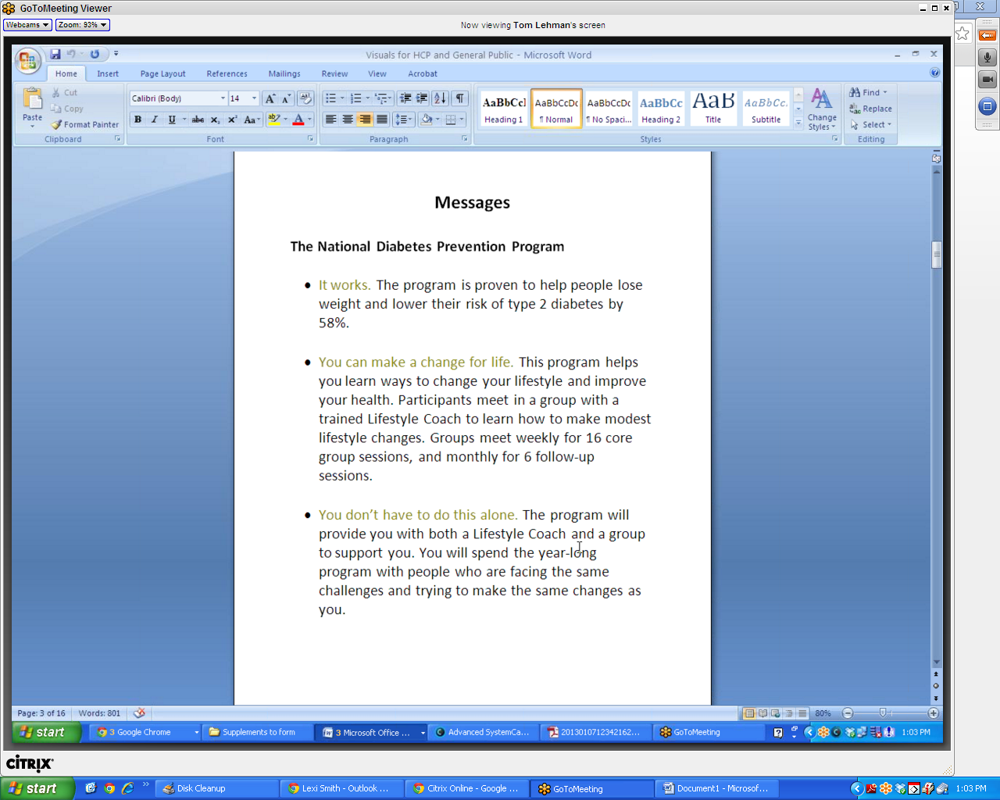 GoToMeeting Viewer
Webcams Zoom: 93%
Now viewing Tom Lehman's screen
Visuals for HCP and General Public - Microsoft Word
Home Insert Page Layout References Mailings Review View Acrobat
Paste
Cut
Copy
Format Painter
Clipboard
Calibri (Body) 14
Font
Paragraph
AaBbCcI AaBbCcDc AaBbCcDc AaBbCc AaB AaBbCc.
Heading 1 ¶ Normal ¶ No Spaci... Heading 2 Title Subtitle
Change Styles
Styles
Find
Replace
Select
Editing
Messages
The National Diabetes Prevention Program
• It works. The program is proven to help people lose
weight and lower their risk of type 2 diabetes by
58%.
• You can make a change for life. This program helps
you learn ways to change your lifestyle and improve
your health. Participants meet in a group with a
trained Lifestyle Coach to learn how to make modest
lifestyle changes. Groups meet weekly for 16 core
group sessions, and monthly for 6 follow-up
sessions.
• You don't have to do this alone. The program will
provide you with both a Lifestyle Coach and a group
to support you. You will spend the year-long
program with people who are facing the same
challenges and trying to make the same changes as
you.
Page: 3 of 16 Words: 801 80%
start 3 Google Chrome Supplements to form 3 Microsoft Office ... Advanced SystemCa... 2013010712342162... GoToMeeting 1:03 PM
CITRIX
start Disk Cleanup Lexi Smith - Outlook ... Citrix Online - Google ... GoToMeeting Document1 - Microsof... 1:03 PM